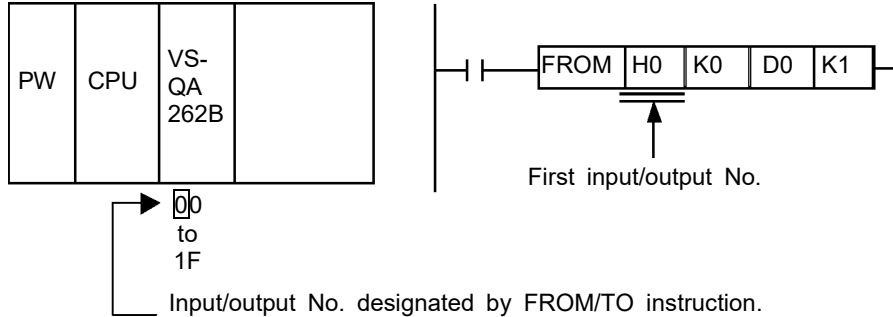 PW
CPU
VS-
QA
262B
00
to
1F
Input/output No. designated by FROM/TO instruction.
FROM H0 K0 D0 K1
First input/output No.